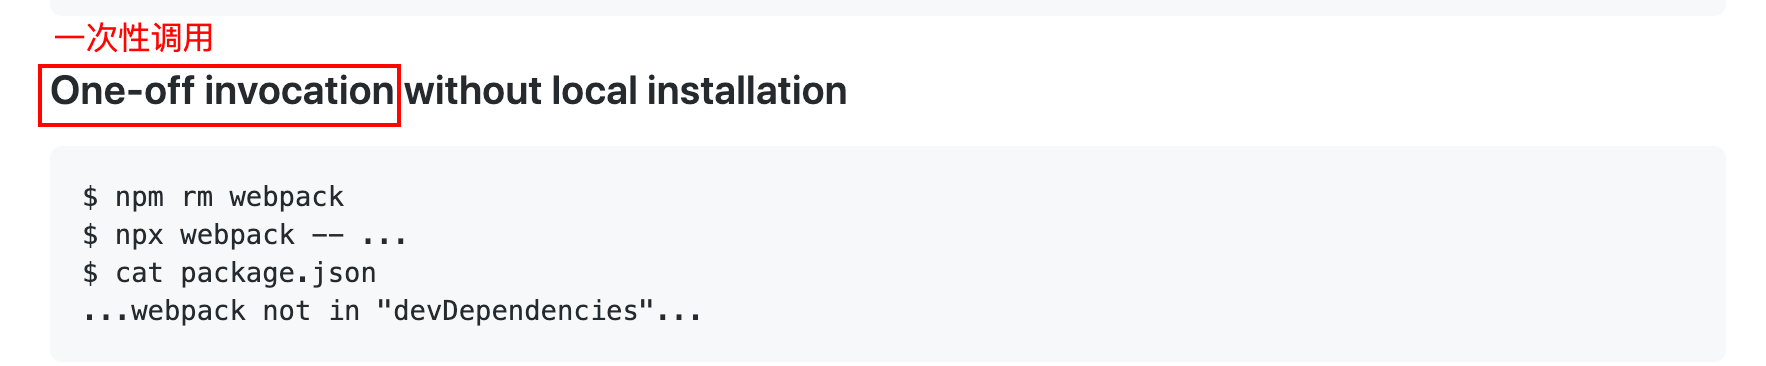 一次性调用
One-off invocation without local installation
$ npm rm webpack
$ npx webpack -- ...
$ cat package.json
...webpack not in "devDependencies"...